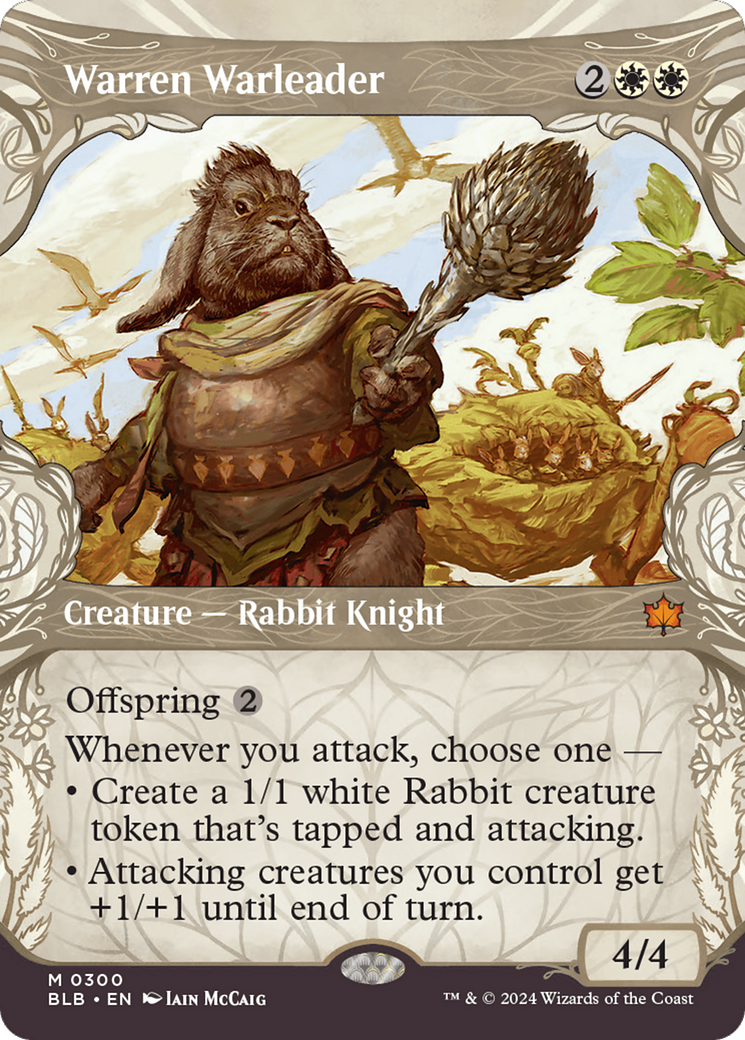 Warren Warleader 2
Creature — Rabbit Knight
Offspring 2
Whenever you attack, choose one —
• Create a 1/1 white Rabbit creature
token that's tapped and attacking.
• Attacking creatures you control get
+1/+1 until end of turn.
4/4
M 0300
BLB • EN Iain McCaig
™ & © 2024 Wizards of the Coast